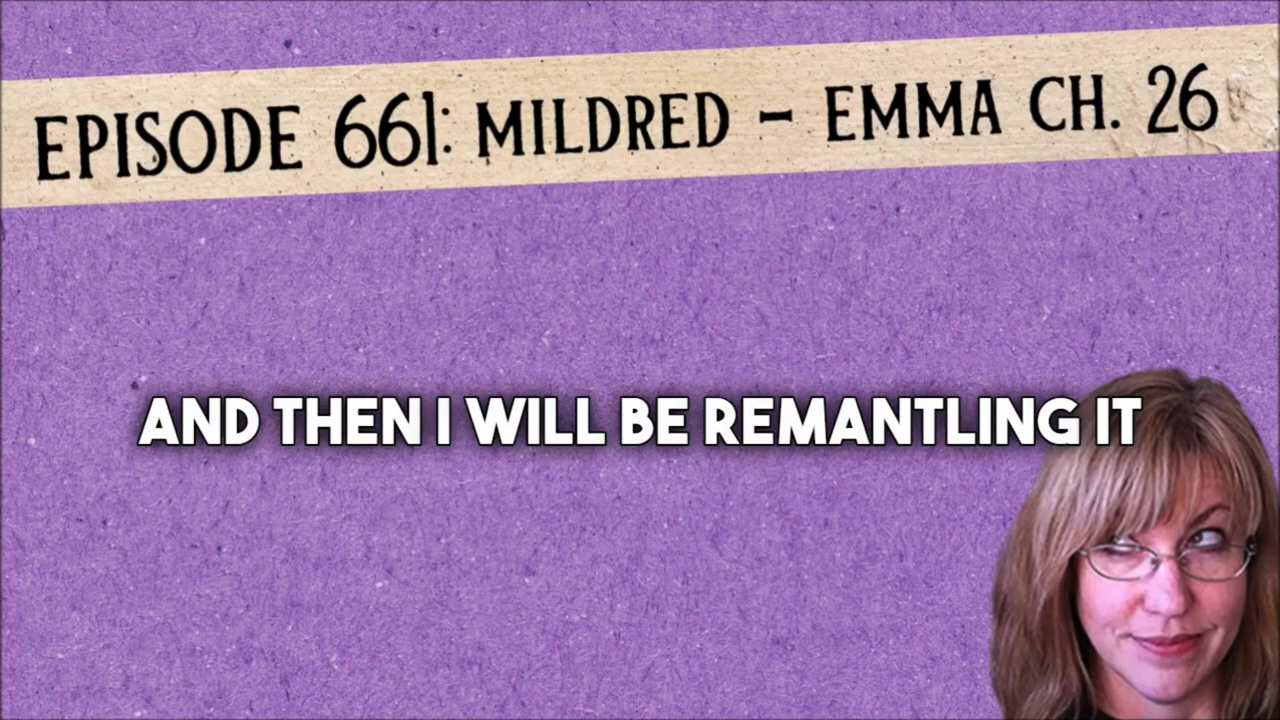 EPISODE 661: MILDRED - EMMA CH. 26
AND THEN I WILL BE REMANTLING IT